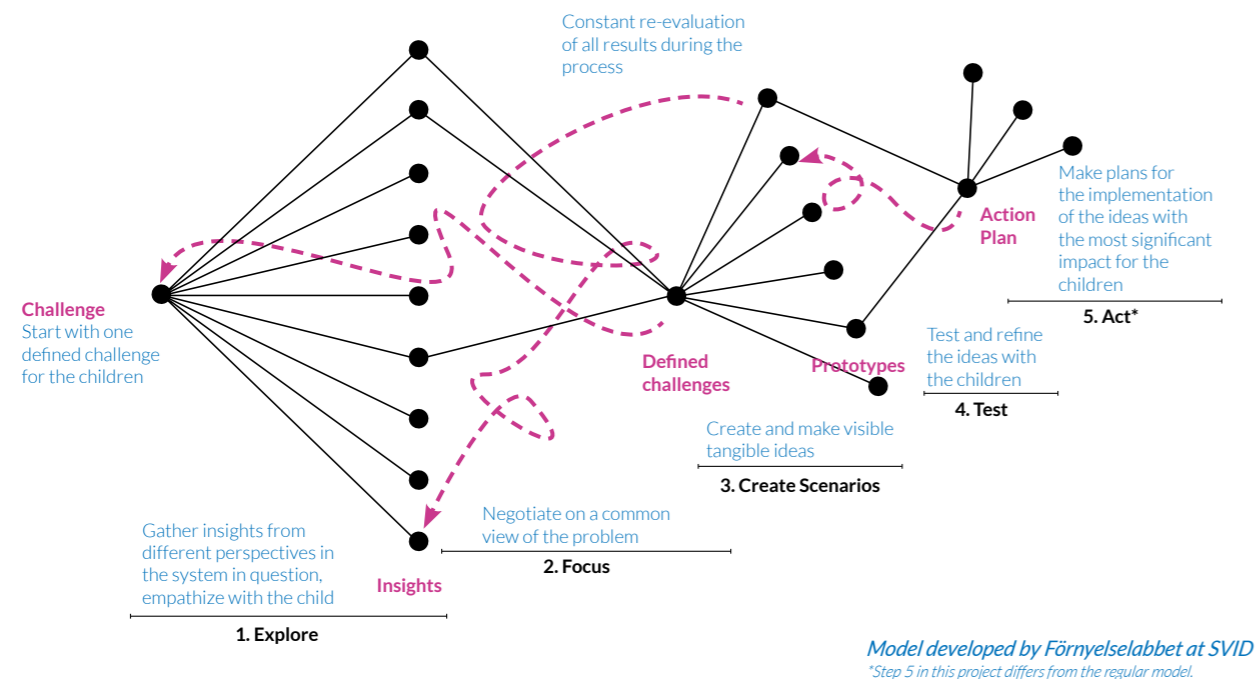 Constant re-evaluation
of all results during the
process
Challenge
Start with one
defined challenge
for the children
Gather insights from
different perspectives in
the system in question,
empathize with the child
1. Explore
Insights
Negotiate on a common
view of the problem
2. Focus
Defined
challenges
Create and make visible
tangible ideas
3. Create Scenarios
Prototypes
Test and refine
the ideas with
the children
4. Test
Action
Plan
Make plans for
the implementation
of the ideas with
the most significant
impact for the
children
5. Act*
Model developed by Förnyelselabbet at SVID
*Step 5 in this project differs from the regular model.